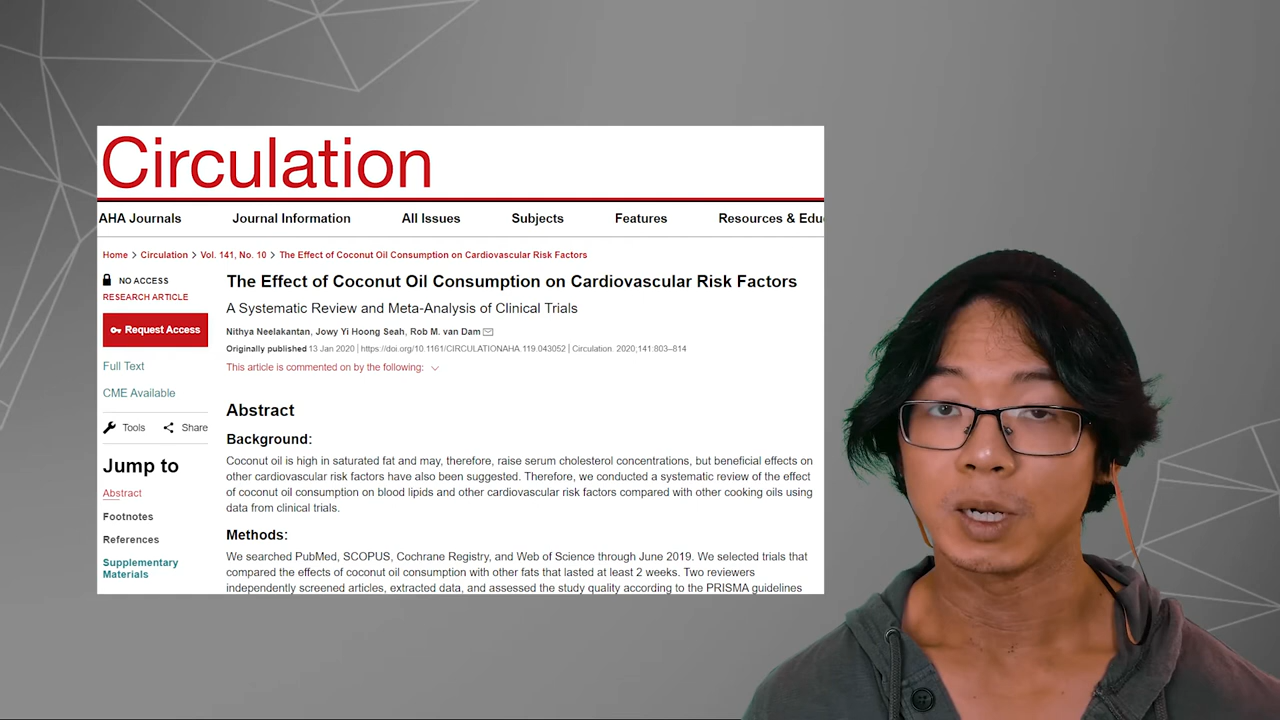 Circulation
AHA Journals Journal Information All Issues Subjects Features Resources & Edu
Home > Circulation > Vol. 141, No. 10 > The Effect of Coconut Oil Consumption on Cardiovascular Risk Factors
NO ACCESS
RESEARCH ARTICLE
Request Access
Full Text
CME Available
Tools Share
Jump to
Abstract
Footnotes
References
Supplementary
Materials
The Effect of Coconut Oil Consumption on Cardiovascular Risk Factors
A Systematic Review and Meta-Analysis of Clinical Trials
Nithya Neelakantan, Jowy Yi Hoong Seah, Rob M. van Dam
Originally published 13 Jan 2020 | https://doi.org/10.1161/CIRCULATIONAHA.119.043052 | Circulation. 2020;141:803–814
This article is commented on by the following:
Abstract
Background:
Coconut oil is high in saturated fat and may, therefore, raise serum cholesterol concentrations, but beneficial effects on
other cardiovascular risk factors have also been suggested. Therefore, we conducted a systematic review of the effect
of coconut oil consumption on blood lipids and other cardiovascular risk factors compared with other cooking oils using
data from clinical trials.
Methods:
We searched PubMed, SCOPUS, Cochrane Registry, and Web of Science through June 2019. We selected trials that
compared the effects of coconut oil consumption with other fats that lasted at least 2 weeks. Two reviewers
independently screened articles, extracted data, and assessed the study quality according to the PRISMA guidelines